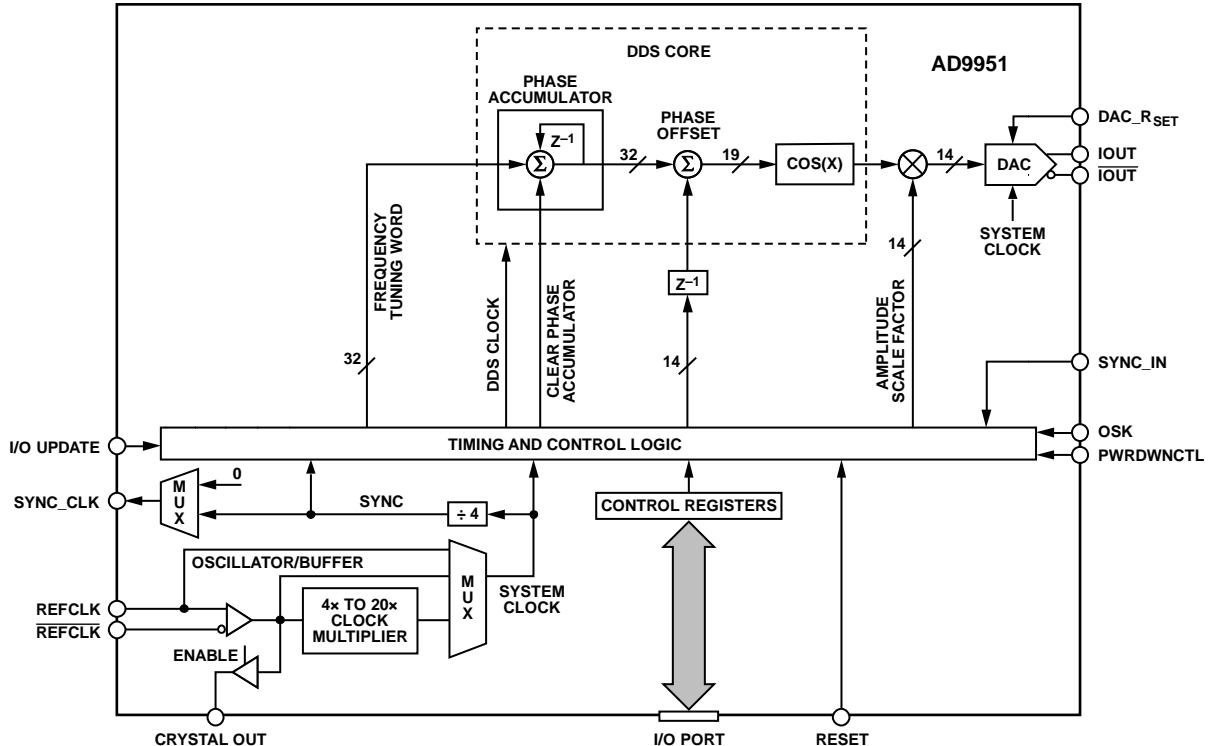 DDS CORE
AD9951
PHASE
ACCUMULATOR
Z–1
Σ
32
PHASE
OFFSET
Σ
19
COS(X)
14
DAC
DAC_RSET
IOUT
IOUT
SYSTEM
CLOCK
14
Z–1
FREQUENCY
TUNING WORD
32
DDS CLOCK
CLEAR PHASE
ACCUMULATOR
14
AMPLITUDE
SCALE FACTOR
SYNC_IN
I/O UPDATE
TIMING AND CONTROL LOGIC
OSK
PWRDWNCTL
SYNC_CLK
MUX
0
SYNC
÷ 4
CONTROL REGISTERS
OSCILLATOR/BUFFER
MUX
SYSTEM
CLOCK
REFCLK
REFCLK
4× TO 20×
CLOCK
MULTIPLIER
ENABLE
CRYSTAL OUT
I/O PORT
RESET